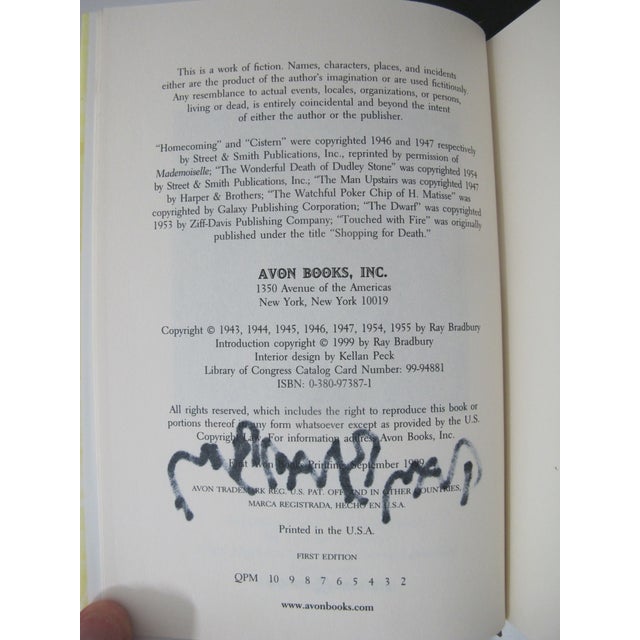 This is a work of fiction. Names, characters, places, and incidents
either are the product of the author's imagination or are used fictitiously.
Any resemblance to actual events, locales, organizations, or persons,
living or dead, is entirely coincidental and beyond the intent
of either the author or the publisher.
"Homecoming" and "Cistern" were copyrighted 1946 and 1947 respectively
by Street & Smith Publications, Inc., reprinted by permission of
Mademoiselle; "The Wonderful Death of Dudley Stone" was copyrighted 1954
by Street & Smith Publications, Inc.; "The Man Upstairs was copyrighted 1947
by Harper & Brothers; "The Watchful Poker Chip of H. Matisse" was
copyrighted by Galaxy Publishing Corporation; "The Dwarf" was copyrighted
1953 by Ziff-Davis Publishing Company; "Touched with Fire" was originally
published under the title "Shopping for Death."
AVON BOOKS, INC.
1350 Avenue of the Americas
New York, New York 10019
Copyright © 1943, 1944, 1945, 1946, 1947, 1954, 1955 by Ray Bradbury
Introduction copyright © 1999 by Ray Bradbury
Interior design by Kellan Peck
Library of Congress Catalog Card Number: 99-94881
ISBN: 0-380-97387-1
All rights reserved, which includes the right to reproduce this book or
portions thereof in any form whatsoever except as provided by the U.S.
Copyright Law. For information address Avon Books, Inc.
First Avon Books Printing: September 1999
AVON TRADEMARK REG. U.S. PAT. OFF. AND IN OTHER COUNTRIES,
MARCA REGISTRADA, HECHO EN U.S.A.
Printed in the U.S.A.
FIRST EDITION
QPM 10 9 8 7 6 5 4 3 2
www.avonbooks.com